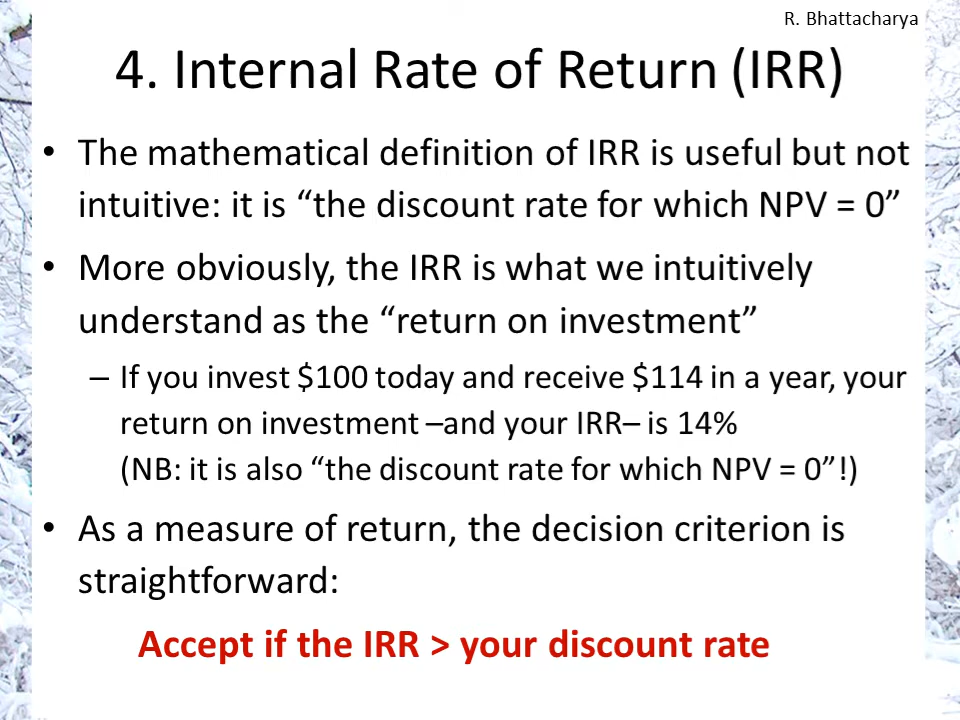 R. Bhattacharya
4. Internal Rate of Return (IRR)
• The mathematical definition of IRR is useful but not
intuitive: it is “the discount rate for which NPV = 0”
• More obviously, the IRR is what we intuitively
understand as the “return on investment”
– If you invest $100 today and receive $114 in a year, your
return on investment –and your IRR– is 14%
(NB: it is also “the discount rate for which NPV = 0”!)
• As a measure of return, the decision criterion is
straightforward:
Accept if the IRR > your discount rate